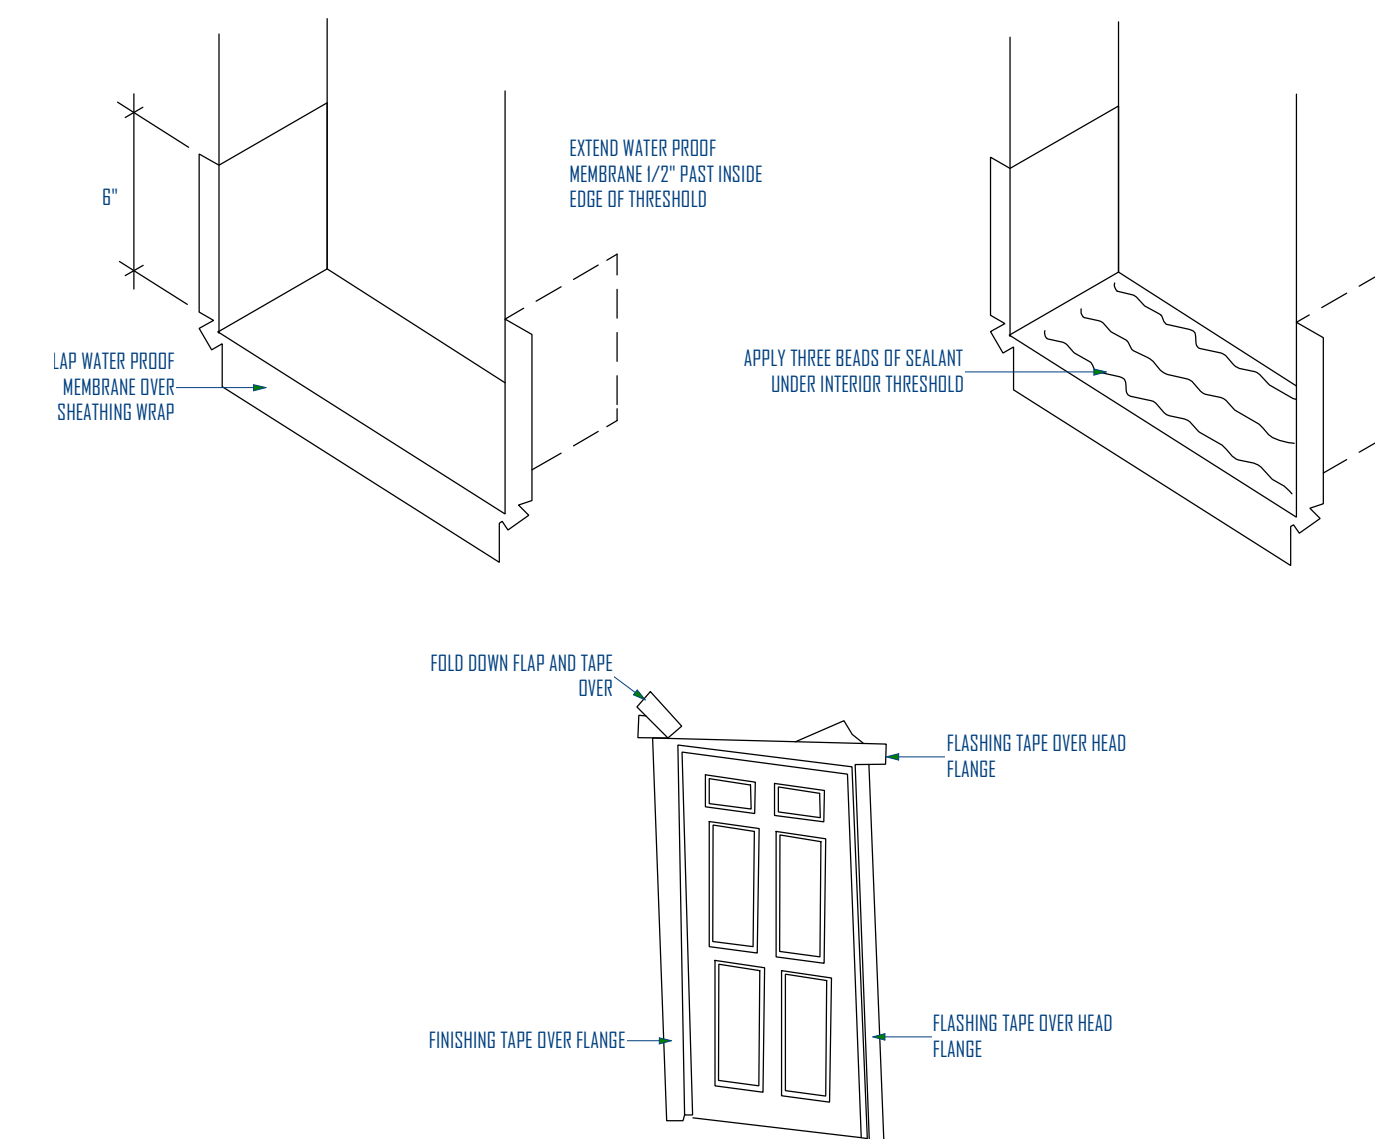 EXTEND WATER PROOF
MEMBRANE 1/2" PAST INSIDE
EDGE OF THRESHOLD
6"
LAP WATER PROOF
MEMBRANE OVER
SHEATHING WRAP
APPLY THREE BEADS OF SEALANT
UNDER INTERIOR THRESHOLD
FOLD DOWN FLAP AND TAPE
OVER
FLASHING TAPE OVER HEAD
FLANGE
FINISHING TAPE OVER FLANGE
FLASHING TAPE OVER HEAD
FLANGE